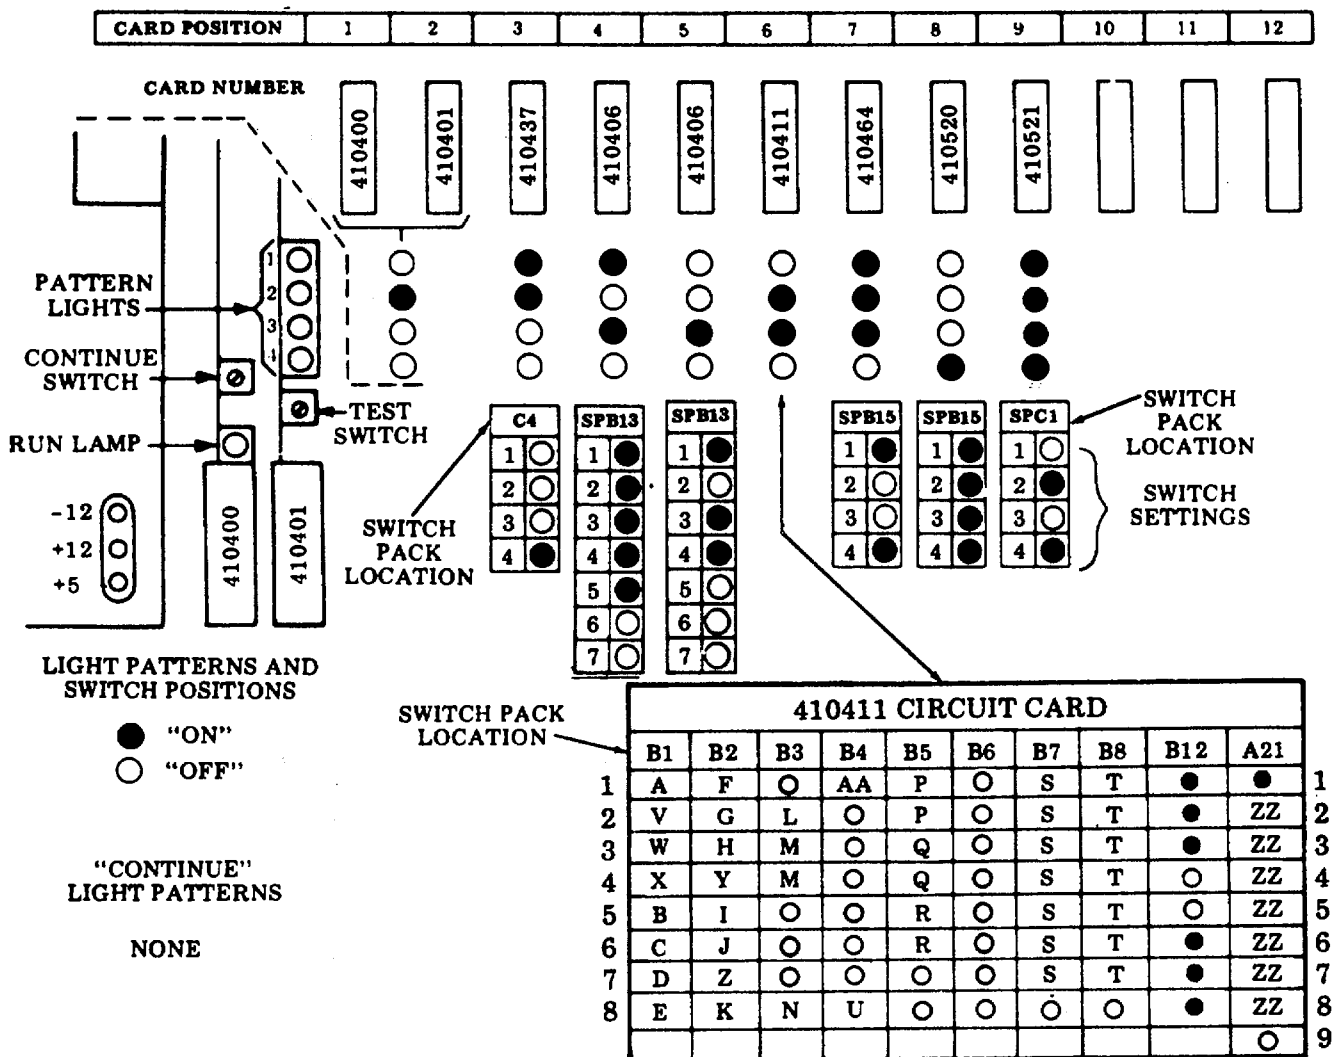 CARD POSITION 1 2 3 4 5 6 7 8 9 10 11 12
CARD NUMBER
410400
410401
410437
410406
410406
410411
410464
410520
410521
PATTERN
LIGHTS
1
2
3
4
CONTINUE
SWITCH
TEST
SWITCH
RUN LAMP
-12
+12
+5
410400
410401
SWITCH
PACK
LOCATION
C4
1
2
3
4
SPB13
1
2
3
4
5
6
7
SPB13
1
2
3
4
5
6
7
SPB15
1
2
3
4
SPB15
1
2
3
4
SPC1
1
2
3
4
SWITCH
PACK
LOCATION
SWITCH
SETTINGS
LIGHT PATTERNS AND
SWITCH POSITIONS
"ON"
"OFF"
"CONTINUE"
LIGHT PATTERNS
NONE
SWITCH PACK
LOCATION
410411 CIRCUIT CARD
B1 B2 B3 B4 B5 B6 B7 B8 B12 A21
1 A F AA P S T 1
2 V G L P S T ZZ 2
3 W H M Q S T ZZ 3
4 X Y M Q S T ZZ 4
5 B I R S T ZZ 5
6 C J R S T ZZ 6
7 D Z S T ZZ 7
8 E K N U ZZ 8
9